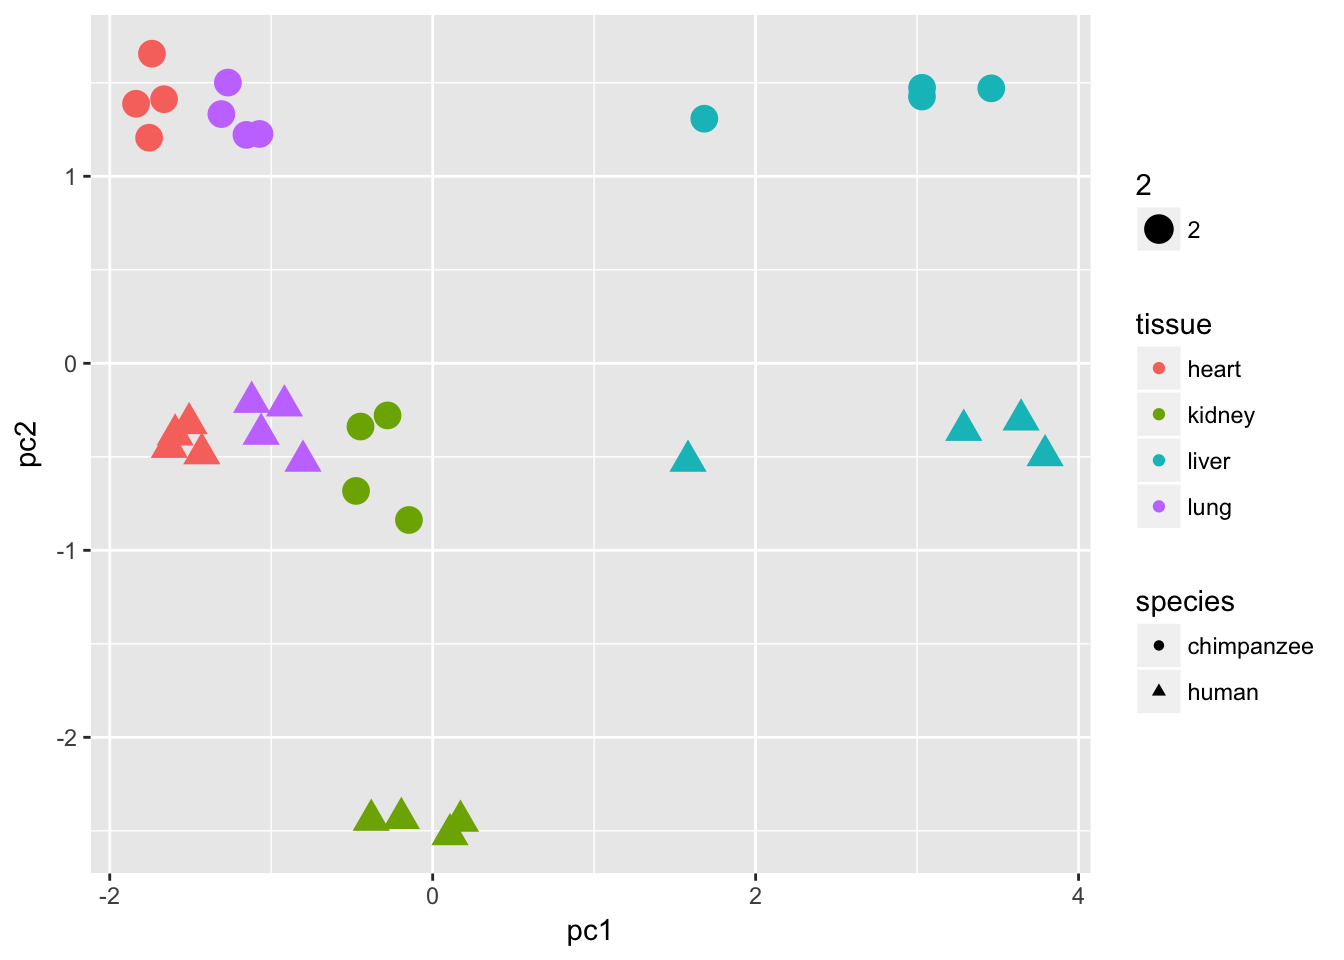 1
0
-1
-2
-2 0 2 4
pc1
pc2
2
2
tissue
heart
kidney
liver
lung
species
chimpanzee
human